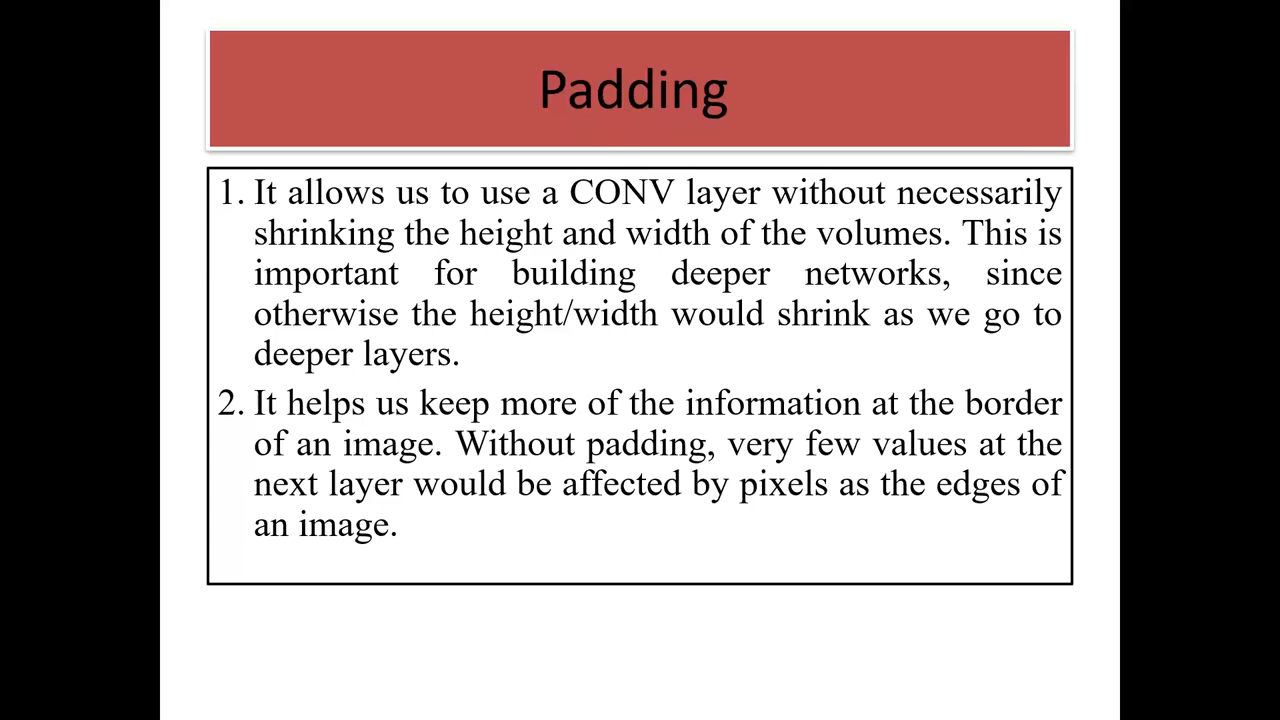 Padding
1. It allows us to use a CONV layer without necessarily
shrinking the height and width of the volumes. This is
important for building deeper networks, since
otherwise the height/width would shrink as we go to
deeper layers.
2. It helps us keep more of the information at the border
of an image. Without padding, very few values at the
next layer would be affected by pixels as the edges of
an image.